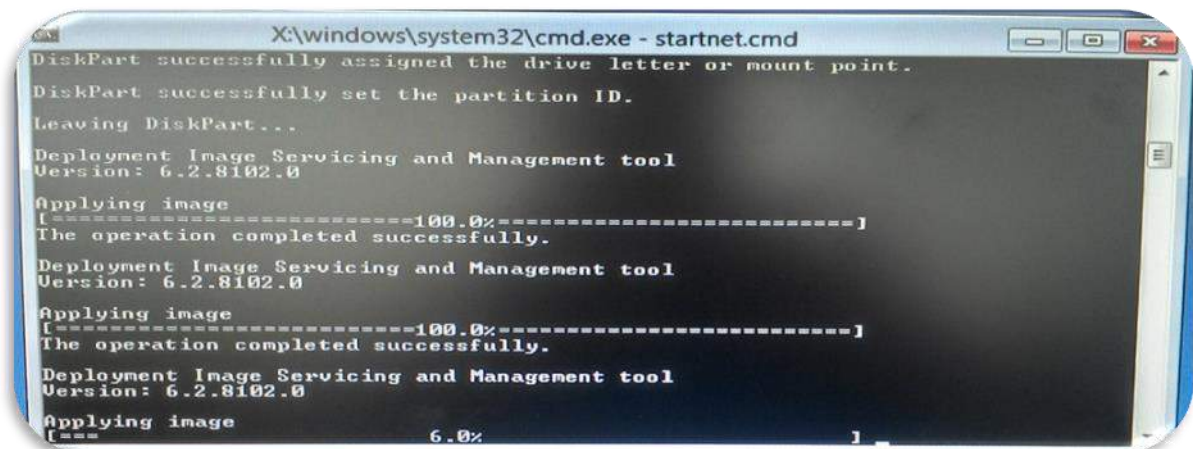 X:\windows\system32\cmd.exe - startnet.cmd
DiskPart successfully assigned the drive letter or mount point.
DiskPart successfully set the partition ID.
Leaving DiskPart...
Deployment Image Servicing and Management tool
Version: 6.2.8102.0
Applying image
[==========================100.0%==========================]
The operation completed successfully.
Deployment Image Servicing and Management tool
Version: 6.2.8102.0
Applying image
[==========================100.0%==========================]
The operation completed successfully.
Deployment Image Servicing and Management tool
Version: 6.2.8102.0
Applying image
[===                        6.0%                           ]